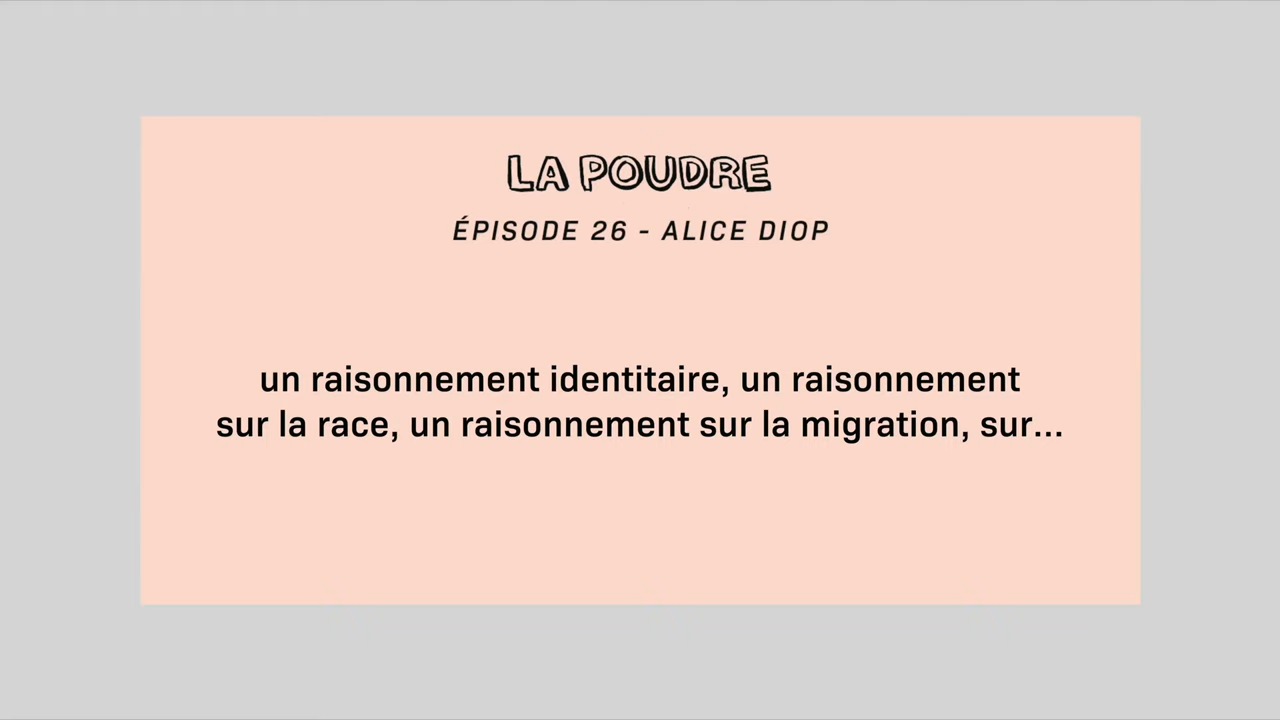 LA POUDRE
ÉPISODE 26 - ALICE DIOP
un raisonnement identitaire, un raisonnement
sur la race, un raisonnement sur la migration, sur...